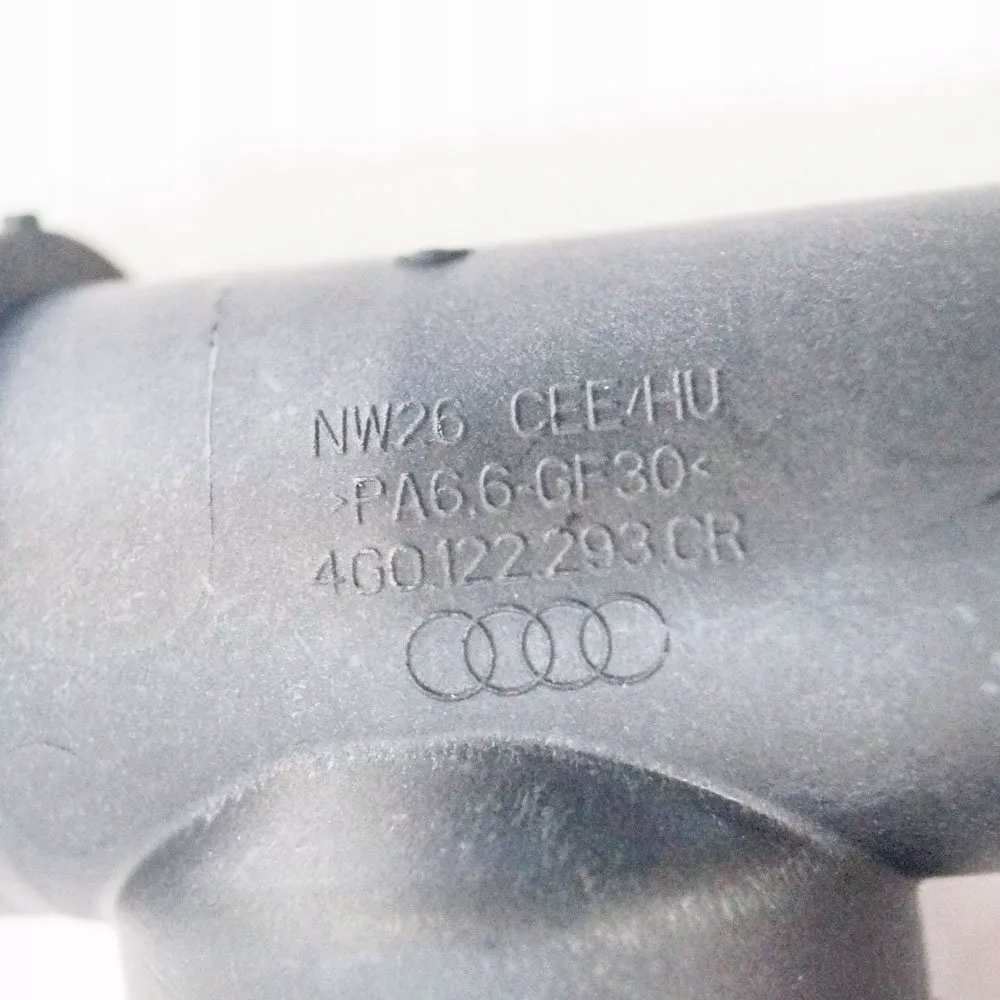 NW26 CEE/HU
>PA6.6-GF30<
4G0.122.293.CR